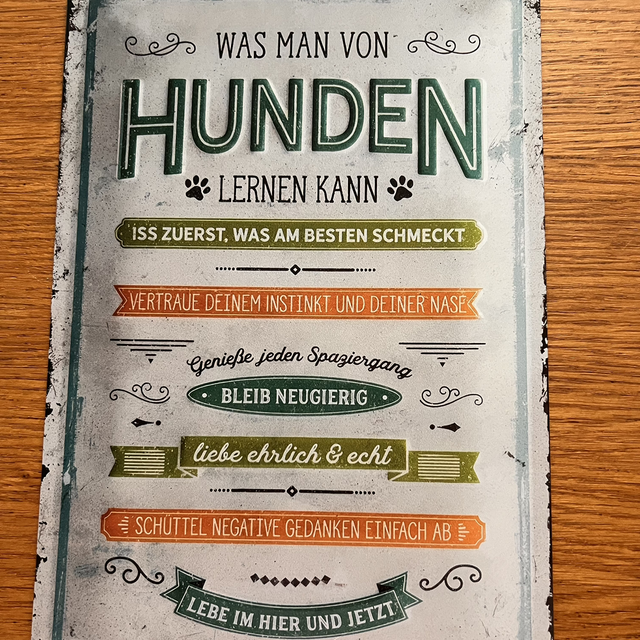 WAS MAN VON
HUNDEN
LERNEN KANN
ISS ZUERST, WAS AM BESTEN SCHMECKT
VERTRAUE DEINEM INSTINKT UND DEINER NASE
Genieße jeden Spaziergang
BLEIB NEUGIERIG
liebe ehrlich & echt
SCHÜTTEL NEGATIVE GEDANKEN EINFACH AB
LEBE IM HIER UND JETZT